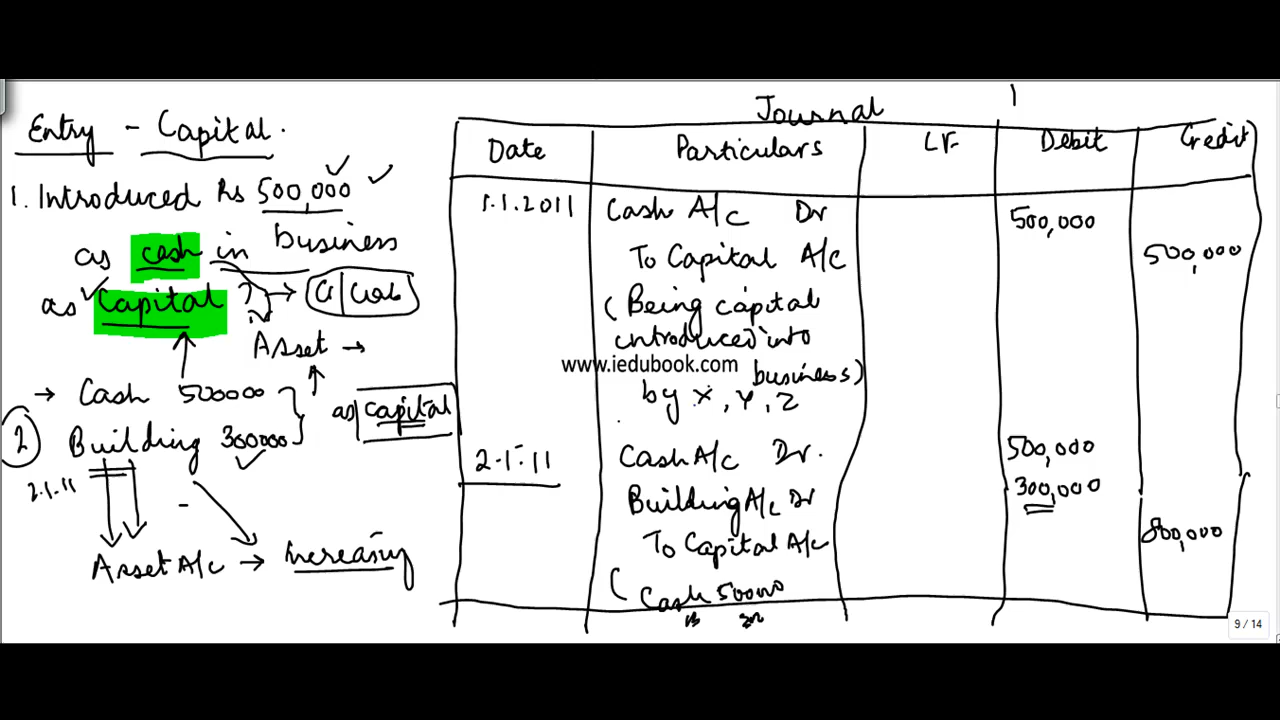 Entry - Capital.
1. Introduced Rs 500,000
as cash in business
as Capital ?
Asset →
→ Cash 500000
as capital
2 Building 300000
2.1.11
Asset A/c → Increasing
Journal
Date Particulars LF Debit Credit
1.1.2011 Cash A/c Dr 500,000
To Capital A/c 500,000
(Being capital
introduced into
www.iedubook.com
business)
by x, y, z
2.1.11 Cash A/c Dr. 500,000
Building A/c Dr 300,000
To Capital A/c 800,000
( Cash
9 / 14